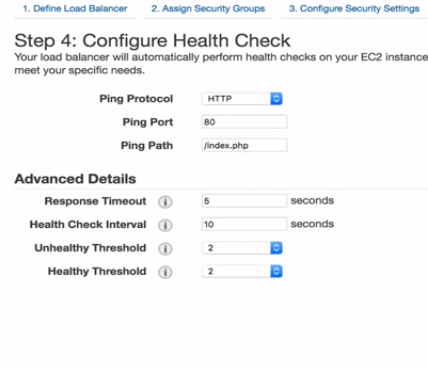 1. Define Load Balancer 2. Assign Security Groups 3. Configure Security Settings
Step 4: Configure Health Check
Your load balancer will automatically perform health checks on your EC2 instance
meet your specific needs.
Ping Protocol HTTP
Ping Port 80
Ping Path /index.php
Advanced Details
Response Timeout i 5 seconds
Health Check Interval i 10 seconds
Unhealthy Threshold i 2
Healthy Threshold i 2